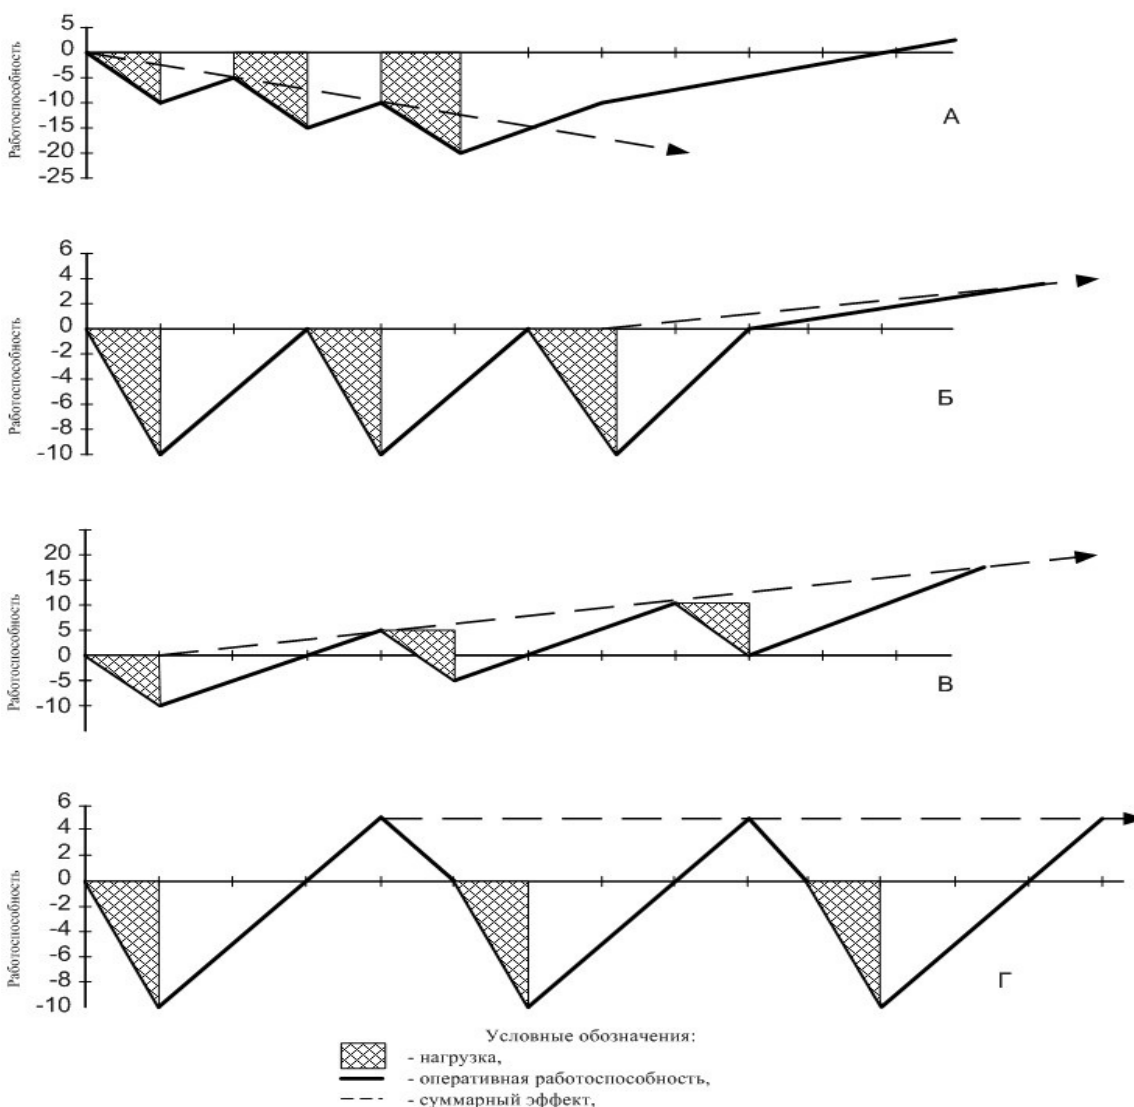 Работоспособность
5
0
-5
-10
-15
-20
-25
А
Работоспособность
6
4
2
0
-2
-4
-6
-8
-10
Б
Работоспособность
20
15
10
5
0
-5
-10
В
Работоспособность
6
4
2
0
-2
-4
-6
-8
-10
Г
Условные обозначения:
- нагрузка,
- оперативная работоспособность,
- суммарный эффект,